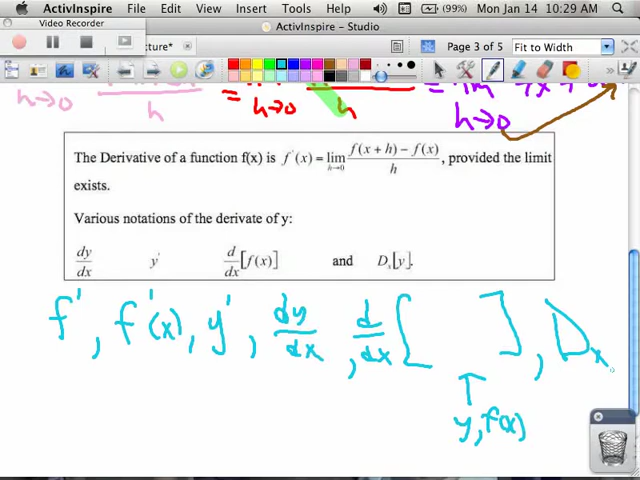 ActivInspire File Edit View Insert (99%) Mon Jan 14 10:29 AM
Video Recorder
ActivInspire - Studio
cture*
Page 3 of 5 Fit to Width
h→0 h = h→0 h = lim
h→0
The Derivative of a function f(x) is f'(x) = lim h→0 f(x + h) − f(x) / h , provided the limit
exists.
Various notations of the derivate of y:
dy/dx y' d/dx [f(x)] and Dₓ[y].
f' , f'(x) , y' , dy/dx , d/dx [ ] , Dₓ
↑
y, f(x)